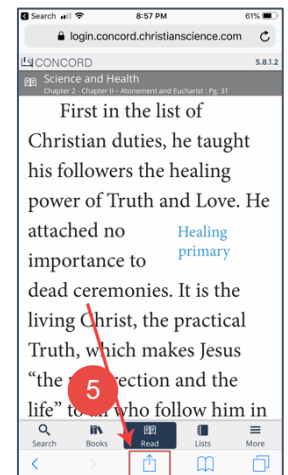 Search 8:57 PM 61%
login.concord.christianscience.com
CONCORD 5.8.1.2
Science and Health
Chapter 2 - Chapter II – Atonement and Eucharist : Pg. 31
First in the list of
Christian duties, he taught
his followers the healing
power of Truth and Love. He
attached no Healing
importance to primary
dead ceremonies. It is the
living Christ, the practical
Truth, which makes Jesus
“the rection and the
life” to who follow him in
5
Search Books Read Lists More